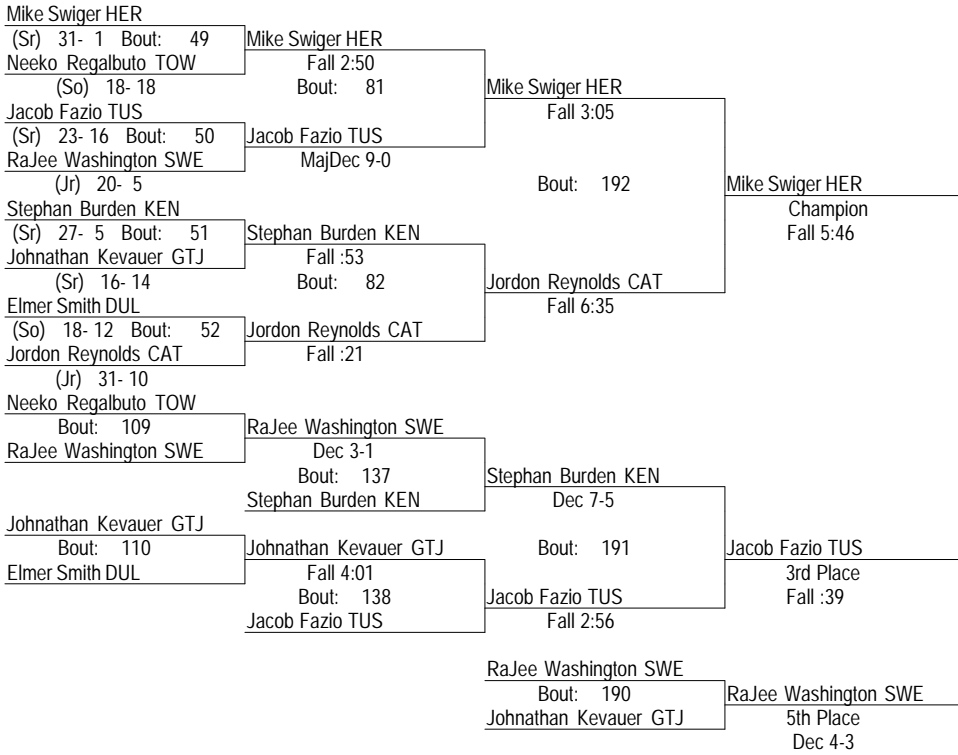 Mike Swiger HER
(Sr) 31- 1 Bout: 49 Mike Swiger HER
Neeko Regalbuto TOW Fall 2:50
(So) 18- 18 Bout: 81 Mike Swiger HER
Jacob Fazio TUS Fall 3:05
(Sr) 23- 16 Bout: 50 Jacob Fazio TUS
RaJee Washington SWE MajDec 9-0
(Jr) 20- 5 Bout: 192 Mike Swiger HER
Stephan Burden KEN Champion
(Sr) 27- 5 Bout: 51 Stephan Burden KEN Fall 5:46
Johnathan Kevauer GTJ Fall :53
(Sr) 16- 14 Bout: 82 Jordon Reynolds CAT
Elmer Smith DUL Fall 6:35
(So) 18- 12 Bout: 52 Jordon Reynolds CAT
Jordon Reynolds CAT Fall :21
(Jr) 31- 10
Neeko Regalbuto TOW
Bout: 109 RaJee Washington SWE
RaJee Washington SWE Dec 3-1
Bout: 137 Stephan Burden KEN
Stephan Burden KEN Dec 7-5
Johnathan Kevauer GTJ
Bout: 110 Johnathan Kevauer GTJ Bout: 191 Jacob Fazio TUS
Elmer Smith DUL Fall 4:01 3rd Place
Bout: 138 Jacob Fazio TUS Fall :39
Jacob Fazio TUS Fall 2:56
RaJee Washington SWE
Bout: 190 RaJee Washington SWE
Johnathan Kevauer GTJ 5th Place
Dec 4-3